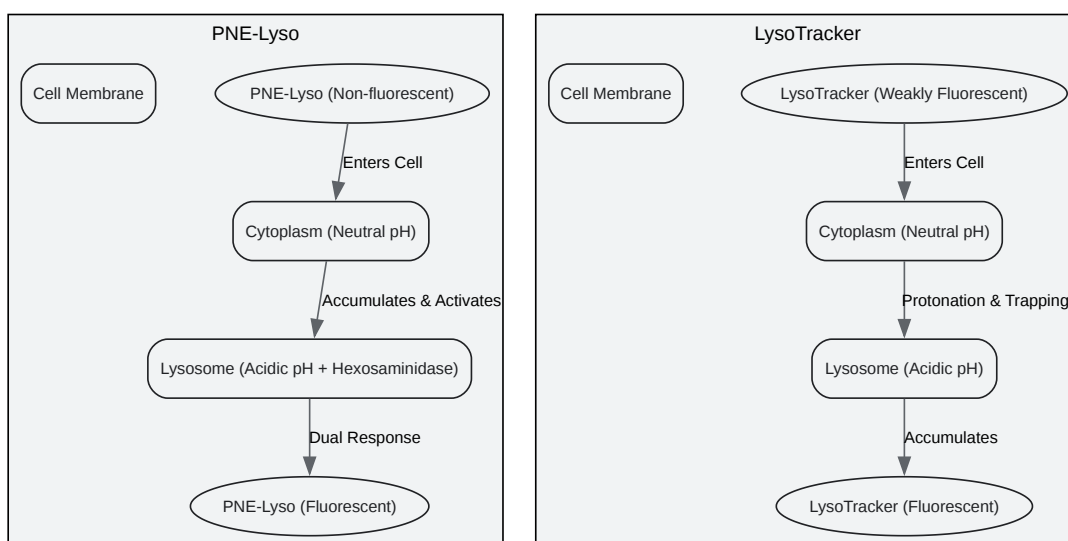 PNE-Lyso
Cell Membrane
PNE-Lyso (Non-fluorescent)
Enters Cell
Cytoplasm (Neutral pH)
Accumulates & Activates
Lysosome (Acidic pH + Hexosaminidase)
Dual Response
PNE-Lyso (Fluorescent)
LysoTracker
Cell Membrane
LysoTracker (Weakly Fluorescent)
Enters Cell
Cytoplasm (Neutral pH)
Protonation & Trapping
Lysosome (Acidic pH)
Accumulates
LysoTracker (Fluorescent)